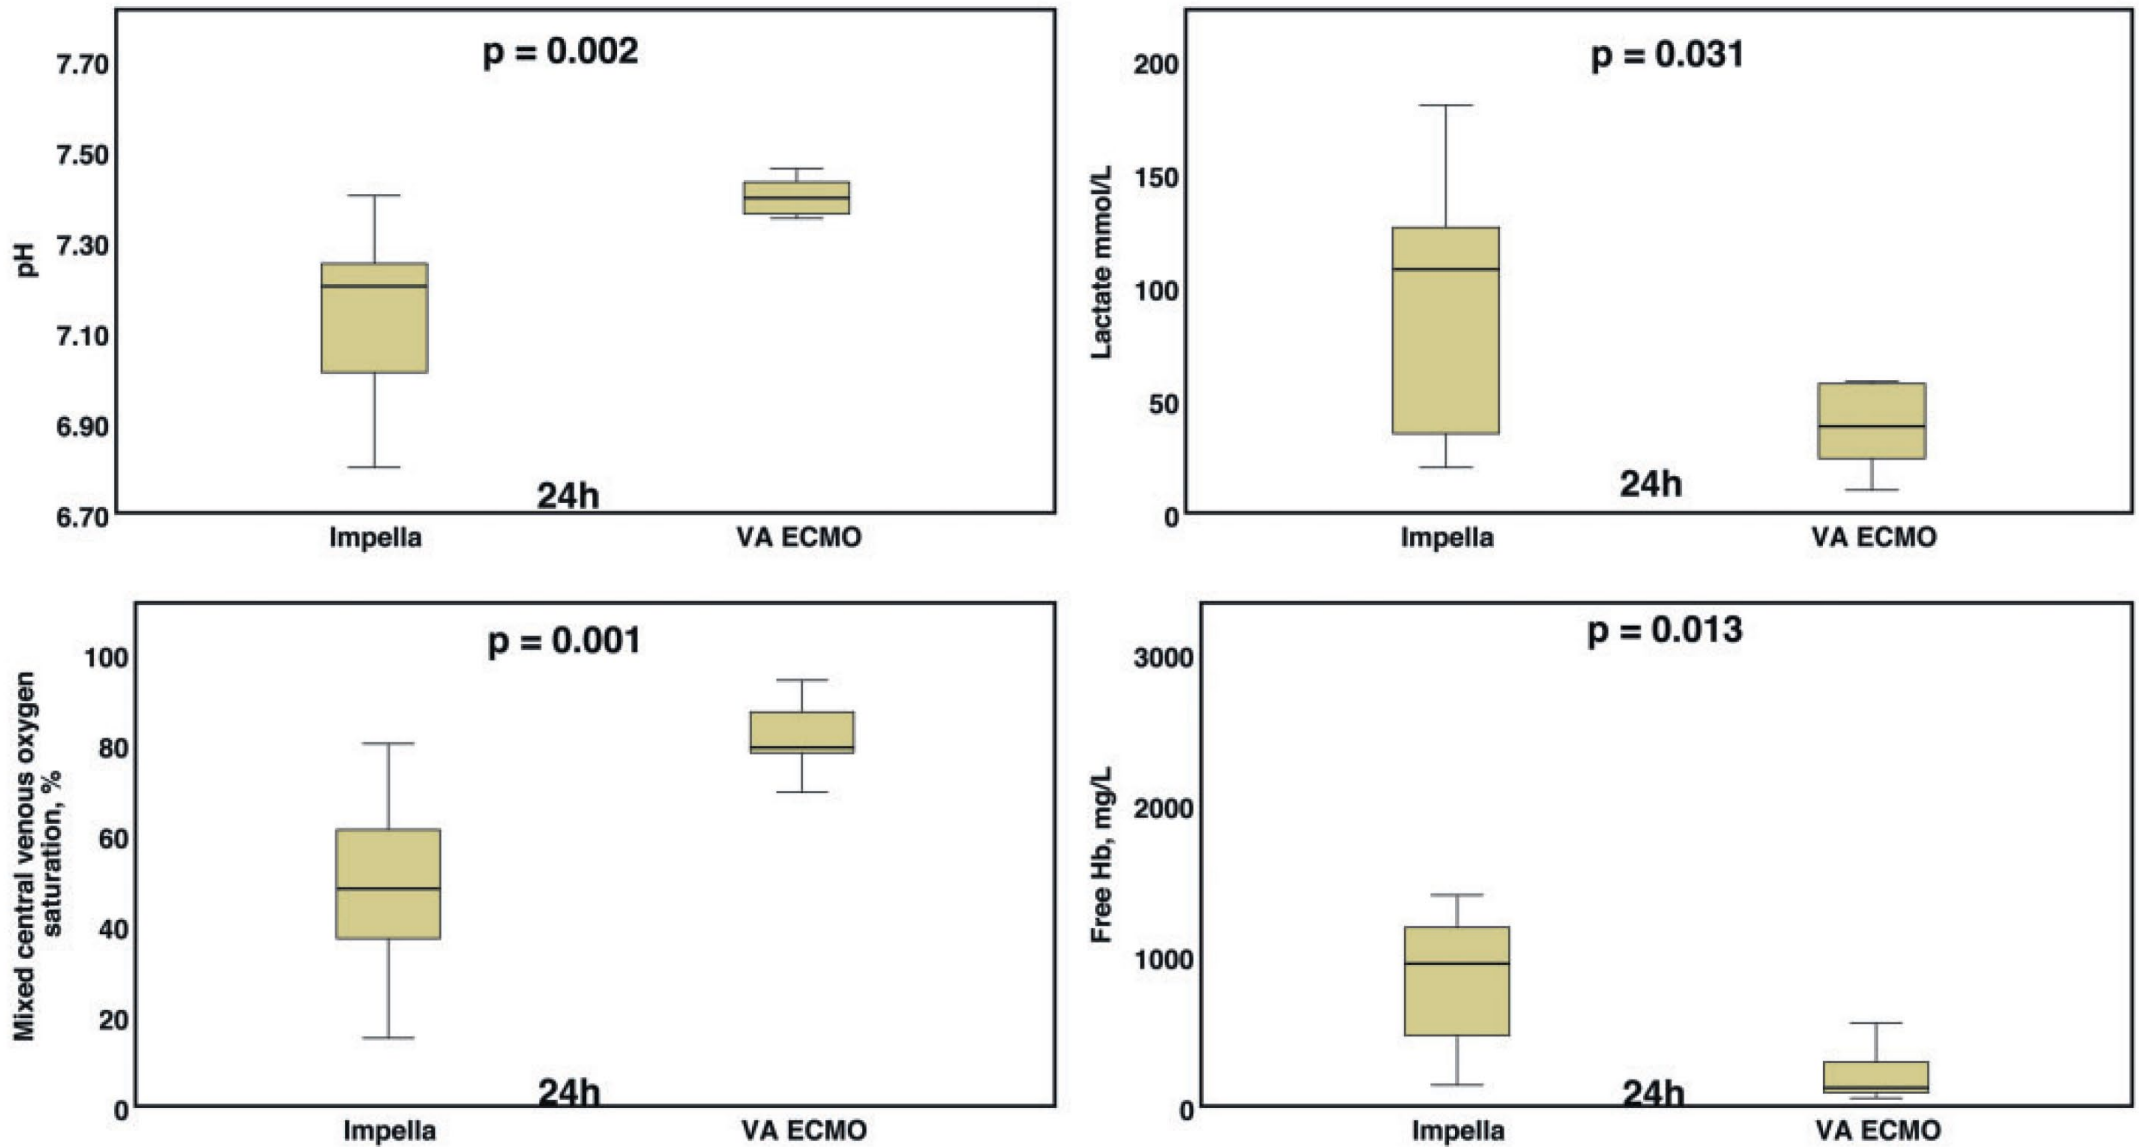 p = 0.002
7.70
7.50
7.30
7.10
6.90
6.70
pH
24h
Impella
VA ECMO
p = 0.031
200
150
100
50
0
Lactate mmol/L
24h
Impella
VA ECMO
p = 0.001
100
80
60
40
20
0
Mixed central venous oxygen
saturation, %
24h
Impella
VA ECMO
p = 0.013
3000
2000
1000
0
Free Hb, mg/L
24h
Impella
VA ECMO